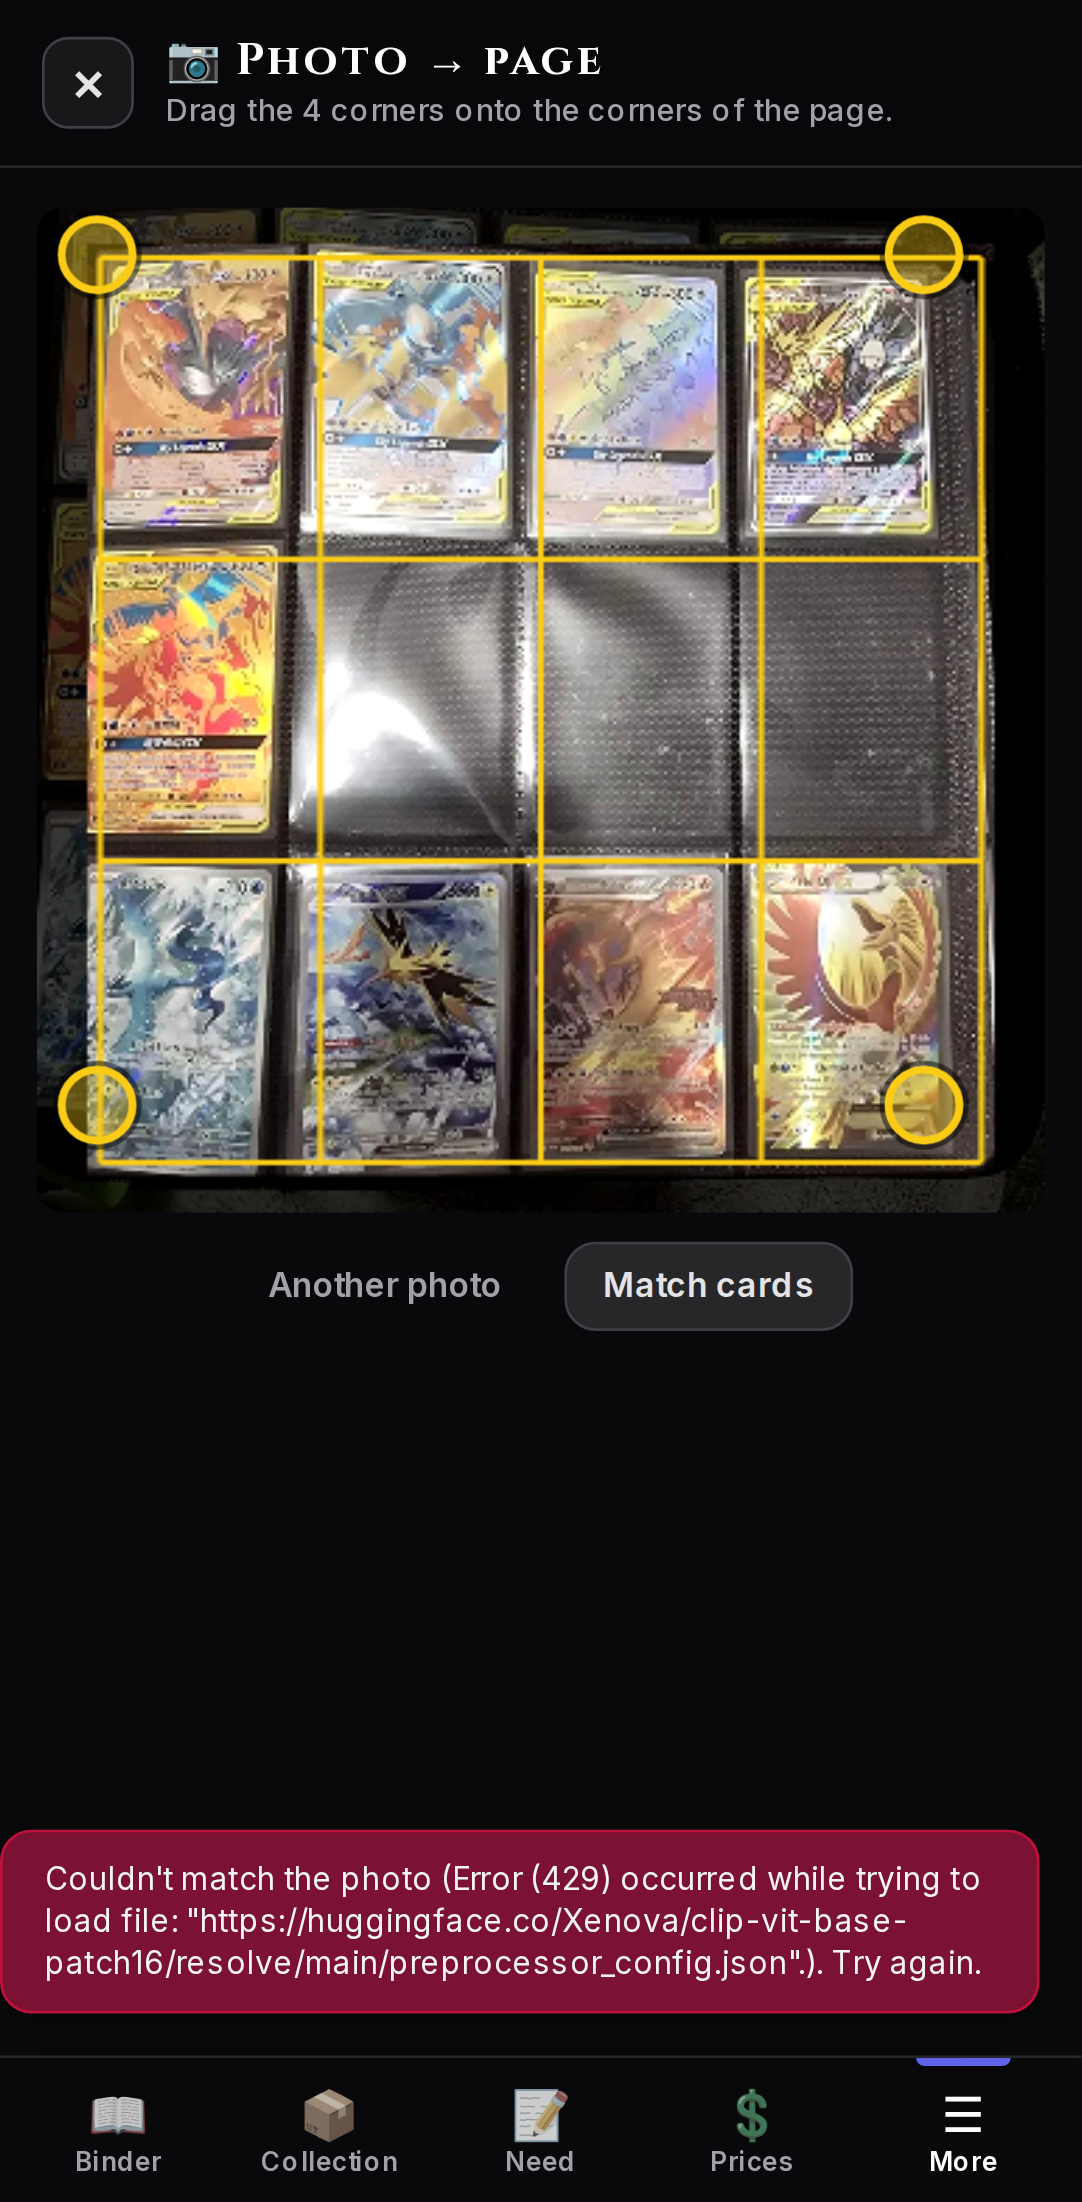 📷 Photo → page
Drag the 4 corners onto the corners of the page.
Another photo
Match cards
Couldn't match the photo (Error (429) occurred while trying to
load file: "https://huggingface.co/Xenova/clip-vit-base-
patch16/resolve/main/preprocessor_config.json".). Try again.
Binder
Collection
Need
Prices
More